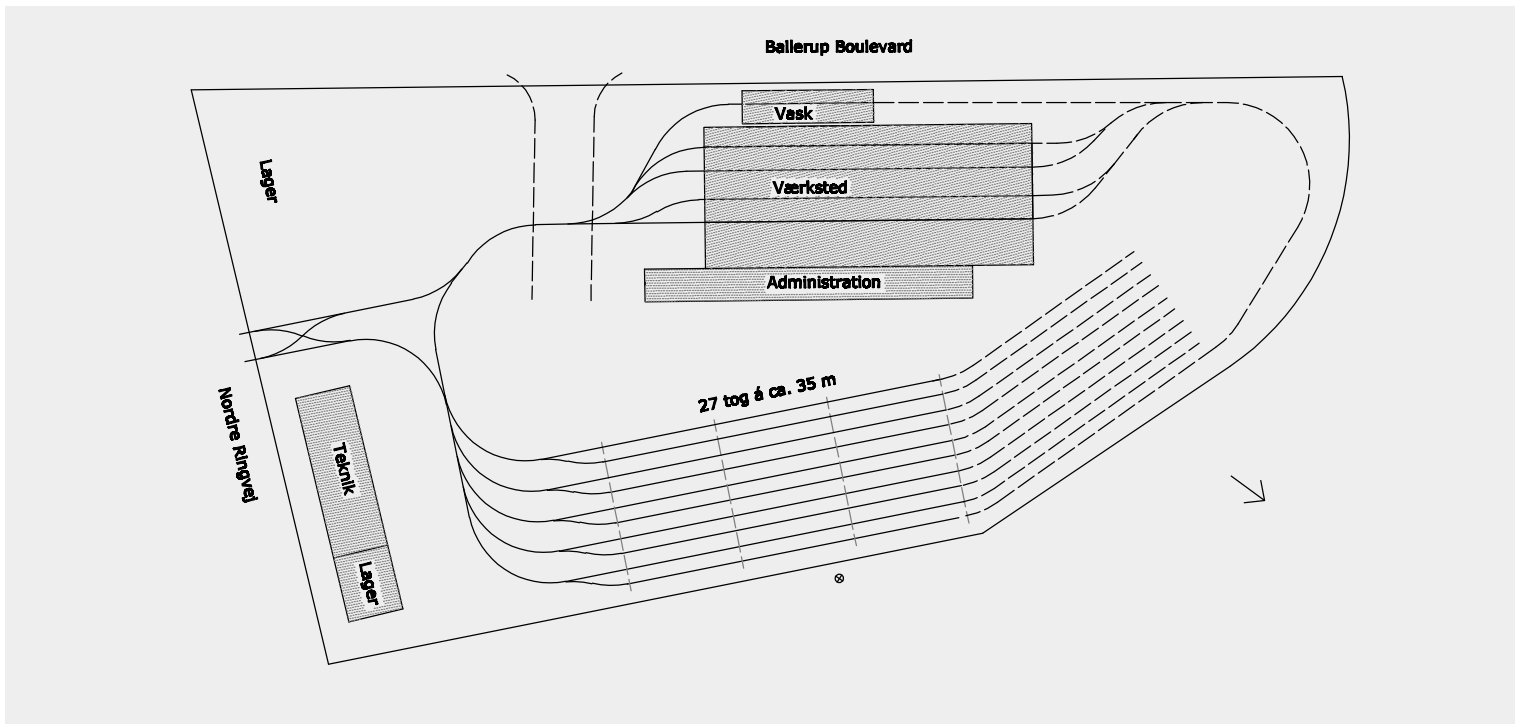 Ballerup Boulevard
Vask
Lager
Værksted
Administration
27 tog á ca. 35 m
Nordre Ringvej
Teknik
Lager